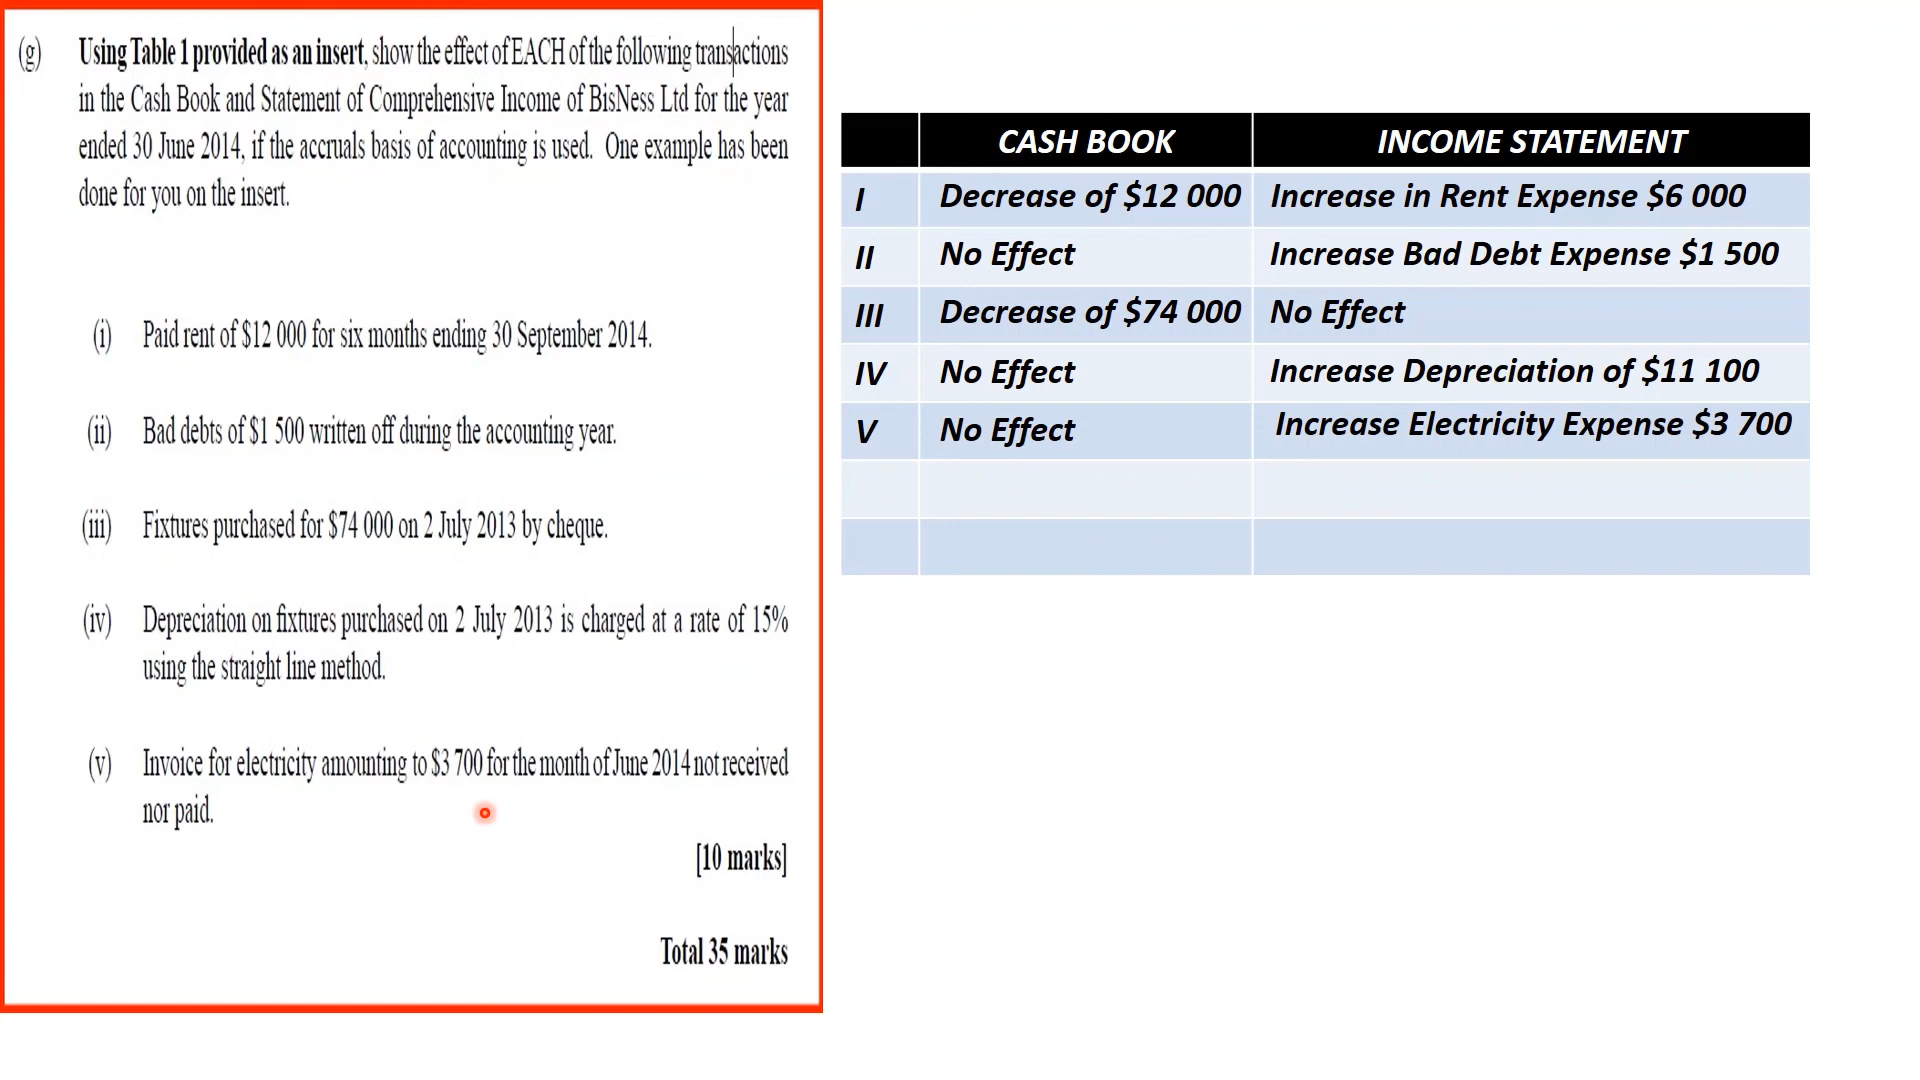 (g) Using Table 1 provided as an insert, show the effect of EACH of the following transactions
in the Cash Book and Statement of Comprehensive Income of BisNess Ltd for the year
ended 30 June 2014, if the accruals basis of accounting is used. One example has been
done for you on the insert.
(i) Paid rent of $12 000 for six months ending 30 September 2014.
(ii) Bad debts of $1 500 written off during the accounting year.
(iii) Fixtures purchased for $74 000 on 2 July 2013 by cheque.
(iv) Depreciation on fixtures purchased on 2 July 2013 is charged at a rate of 15%
using the straight line method.
(v) Invoice for electricity amounting to $3 700 for the month of June 2014 not received
nor paid.
[10 marks]
Total 35 marks
CASH BOOK INCOME STATEMENT
I Decrease of $12 000 Increase in Rent Expense $6 000
II No Effect Increase Bad Debt Expense $1 500
III Decrease of $74 000 No Effect
IV No Effect Increase Depreciation of $11 100
V No Effect Increase Electricity Expense $3 700